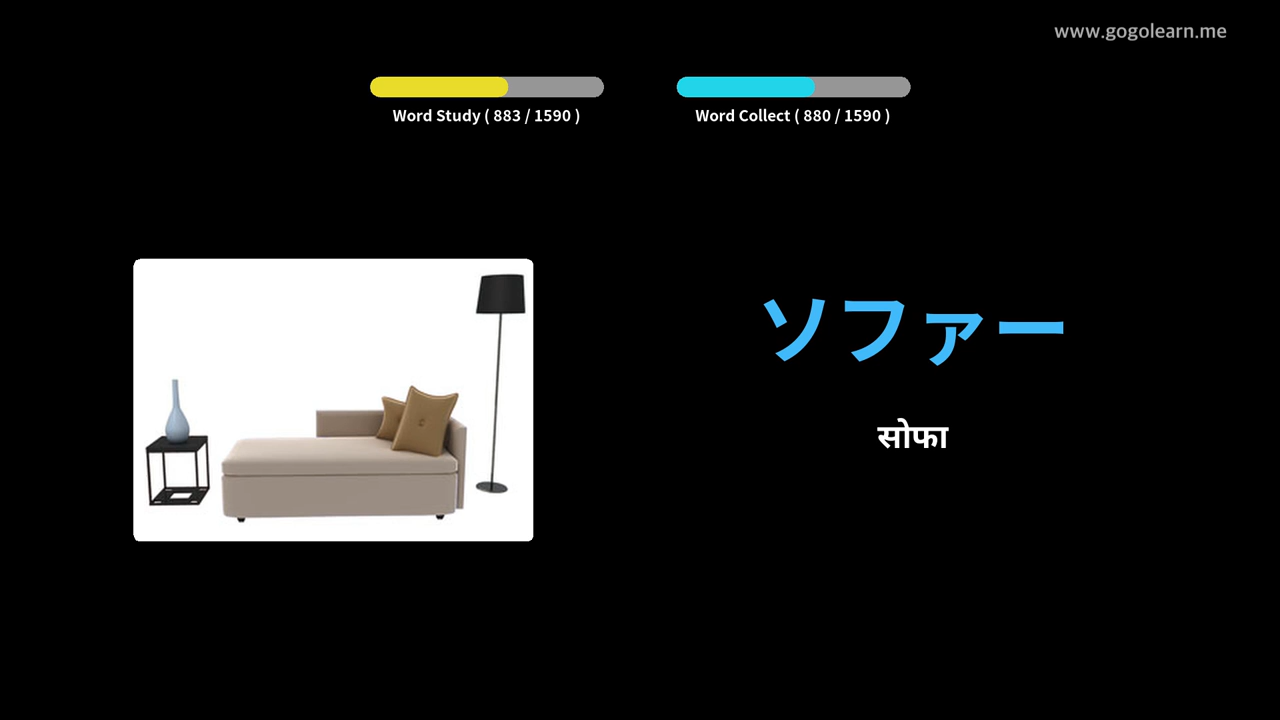 www.gogolearn.me
Word Study ( 883 / 1590 )
Word Collect ( 880 / 1590 )
ソファー
सोफा